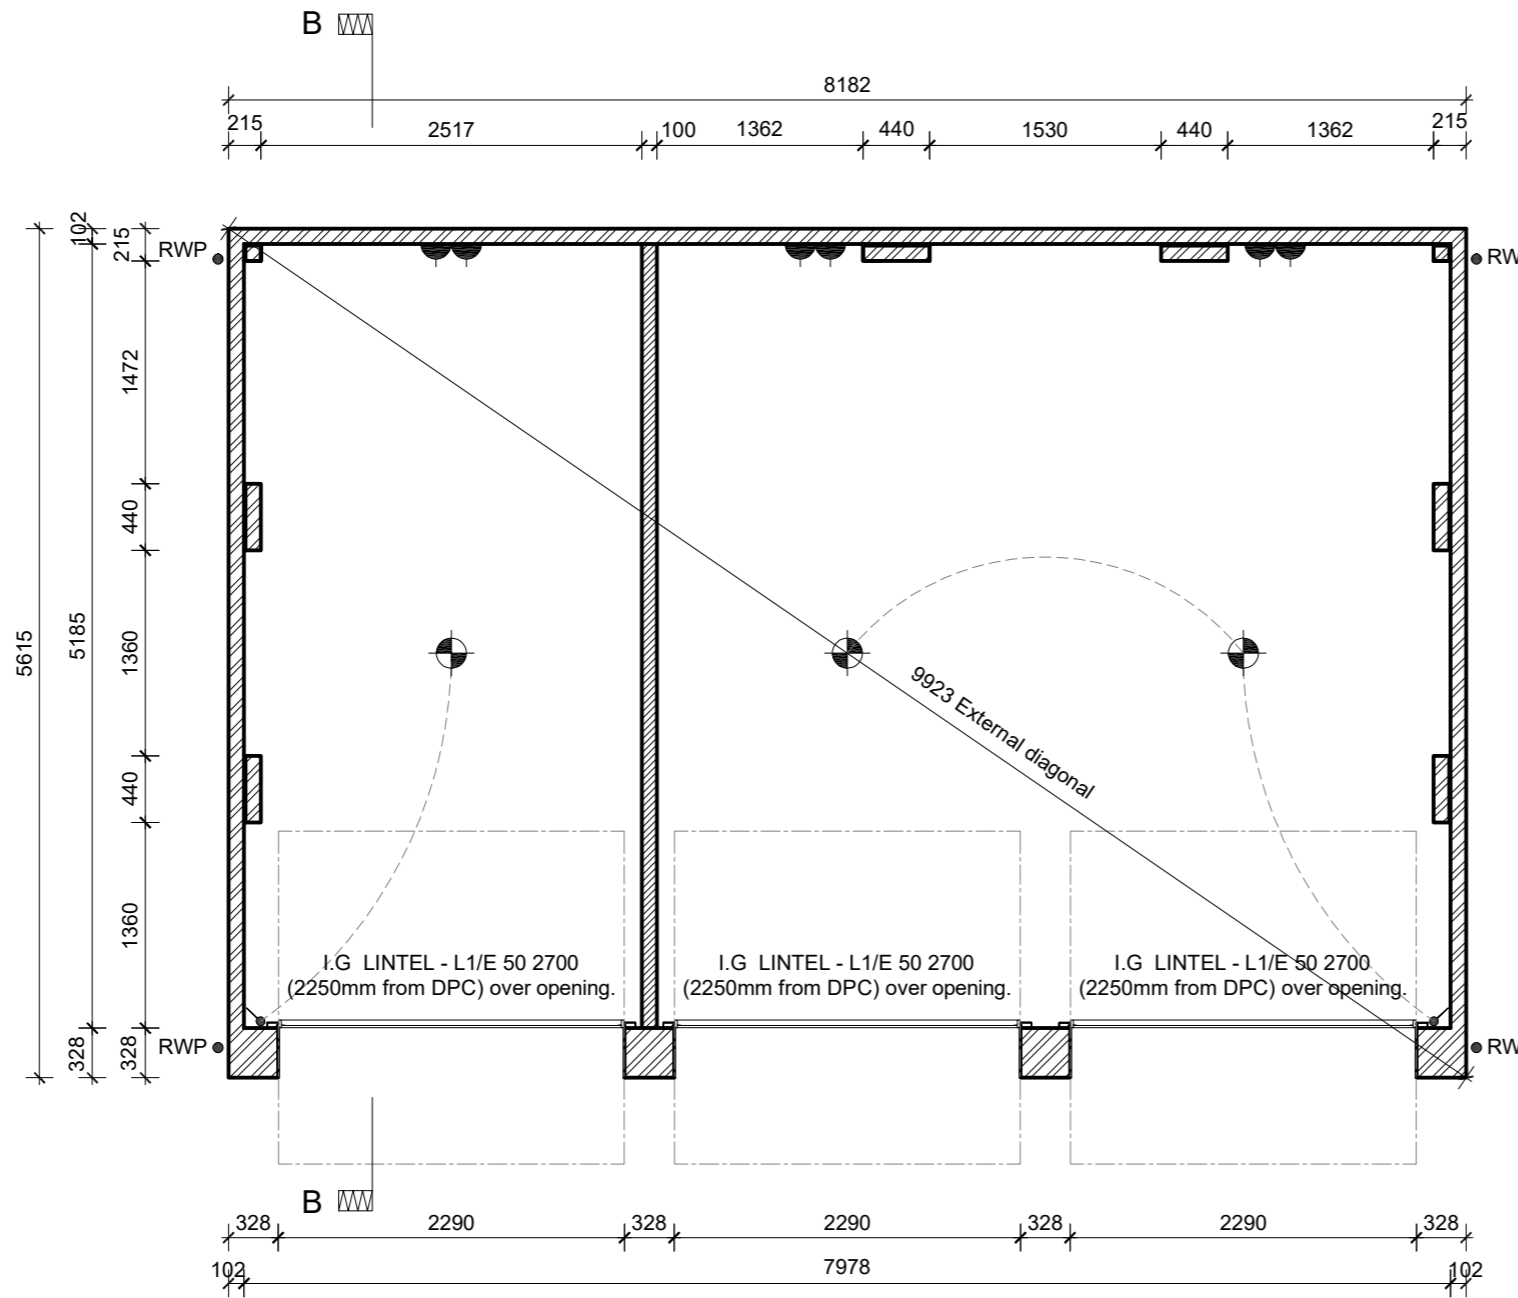 B
8182
215 2517 100 1362 440 1530 440 1362 215
5615
5185
102
215
1472
440
1360
440
1360
328
328
RWP
RW
9923 External diagonal
I.G LINTEL - L1/E 50 2700
(2250mm from DPC) over opening.
I.G LINTEL - L1/E 50 2700
(2250mm from DPC) over opening.
I.G LINTEL - L1/E 50 2700
(2250mm from DPC) over opening.
RWP
RW
B
328 2290 328 2290 328 2290 328
102 7978 102